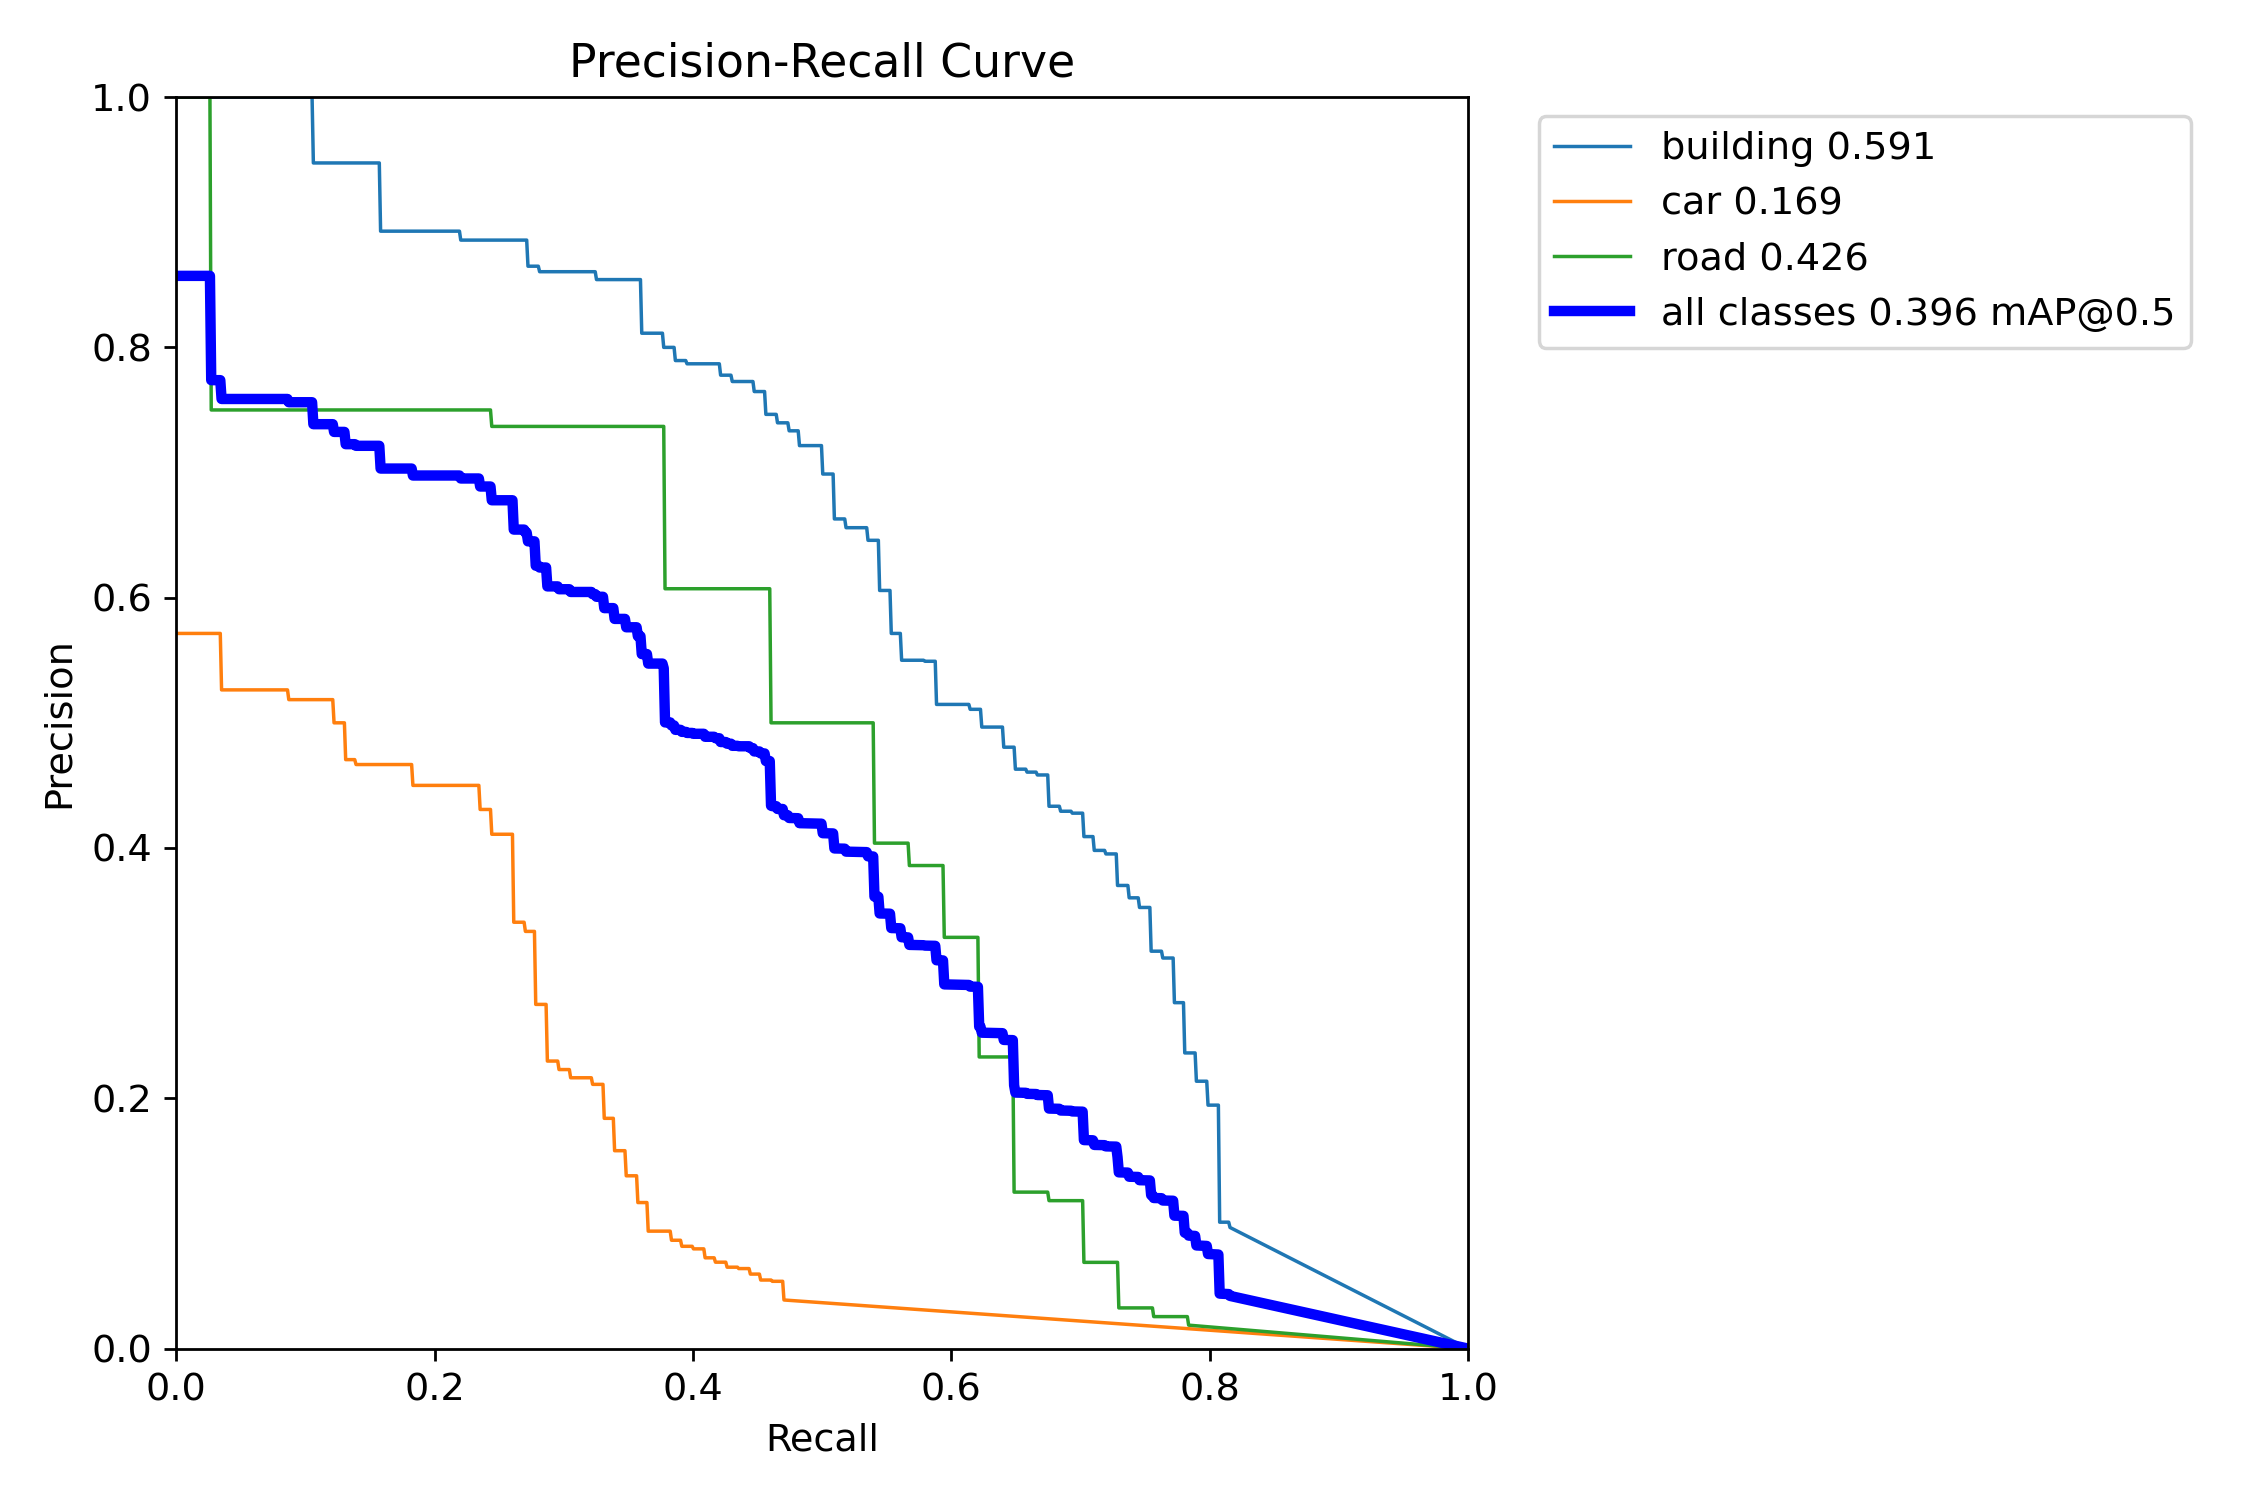 Precision-Recall Curve
1.0
0.8
0.6
0.4
0.2
0.0
Precision
0.0 0.2 0.4 0.6 0.8 1.0
Recall
building 0.591
car 0.169
road 0.426
all classes 0.396 mAP@0.5